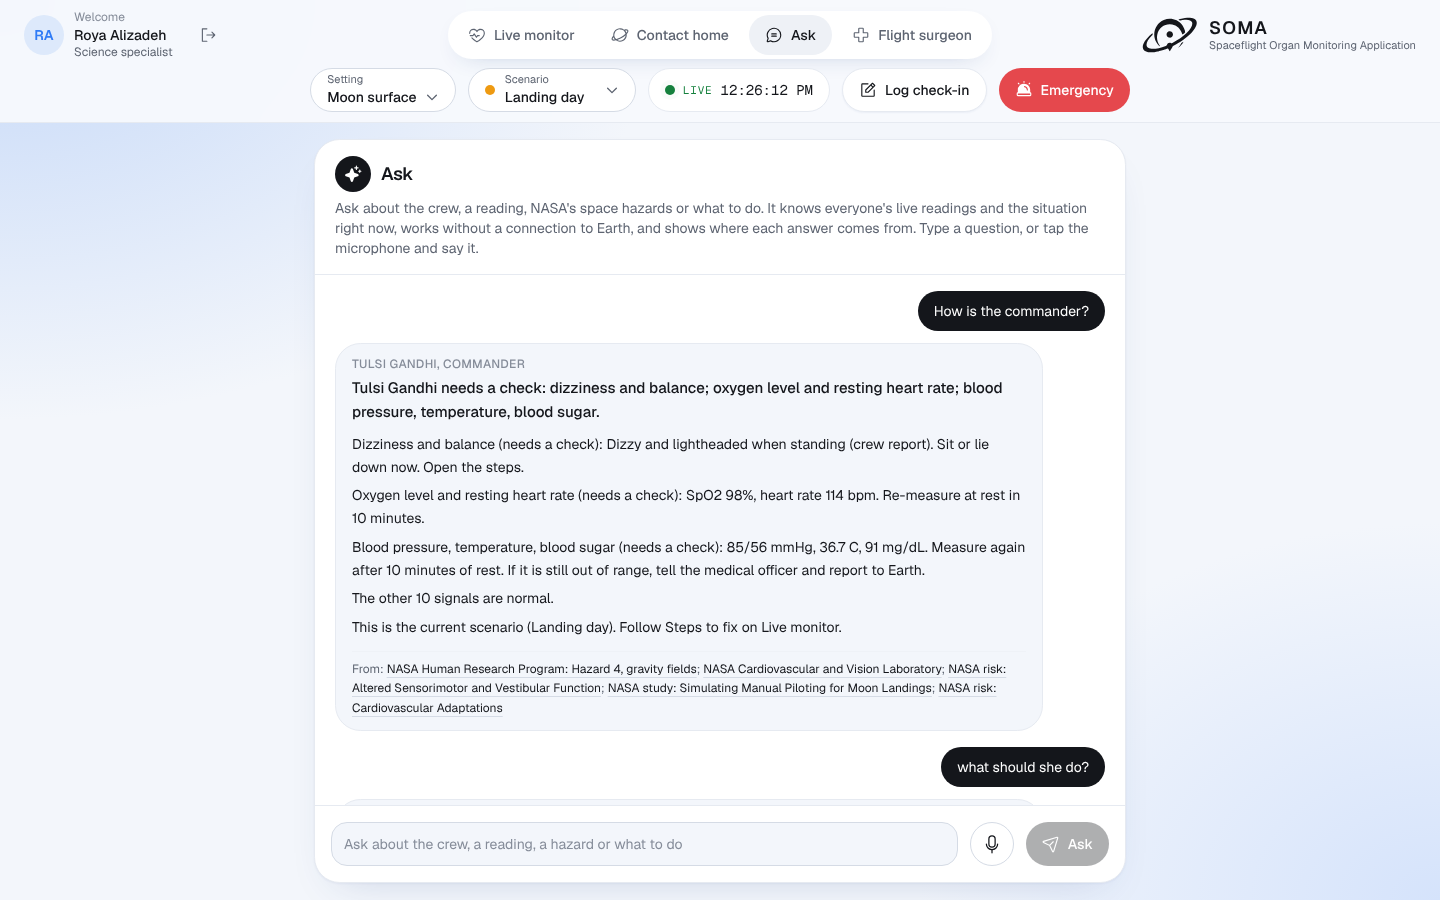 RA
Welcome
Roya Alizadeh
Science specialist
Live monitor
Contact home
Ask
Flight surgeon
SOMA
Spaceflight Organ Monitoring Application
Setting
Moon surface
Scenario
Landing day
LIVE 12:26:12 PM
Log check-in
Emergency
Ask
Ask about the crew, a reading, NASA's space hazards or what to do. It knows everyone's live readings and the situation
right now, works without a connection to Earth, and shows where each answer comes from. Type a question, or tap the
microphone and say it.
How is the commander?
TULSI GANDHI, COMMANDER
Tulsi Gandhi needs a check: dizziness and balance; oxygen level and resting heart rate; blood
pressure, temperature, blood sugar.
Dizziness and balance (needs a check): Dizzy and lightheaded when standing (crew report). Sit or lie
down now. Open the steps.
Oxygen level and resting heart rate (needs a check): SpO2 98%, heart rate 114 bpm. Re-measure at rest in
10 minutes.
Blood pressure, temperature, blood sugar (needs a check): 85/56 mmHg, 36.7 C, 91 mg/dL. Measure again
after 10 minutes of rest. If it is still out of range, tell the medical officer and report to Earth.
The other 10 signals are normal.
This is the current scenario (Landing day). Follow Steps to fix on Live monitor.
From: NASA Human Research Program: Hazard 4, gravity fields; NASA Cardiovascular and Vision Laboratory; NASA risk:
Altered Sensorimotor and Vestibular Function; NASA study: Simulating Manual Piloting for Moon Landings; NASA risk:
Cardiovascular Adaptations
what should she do?
Ask about the crew, a reading, a hazard or what to do
Ask